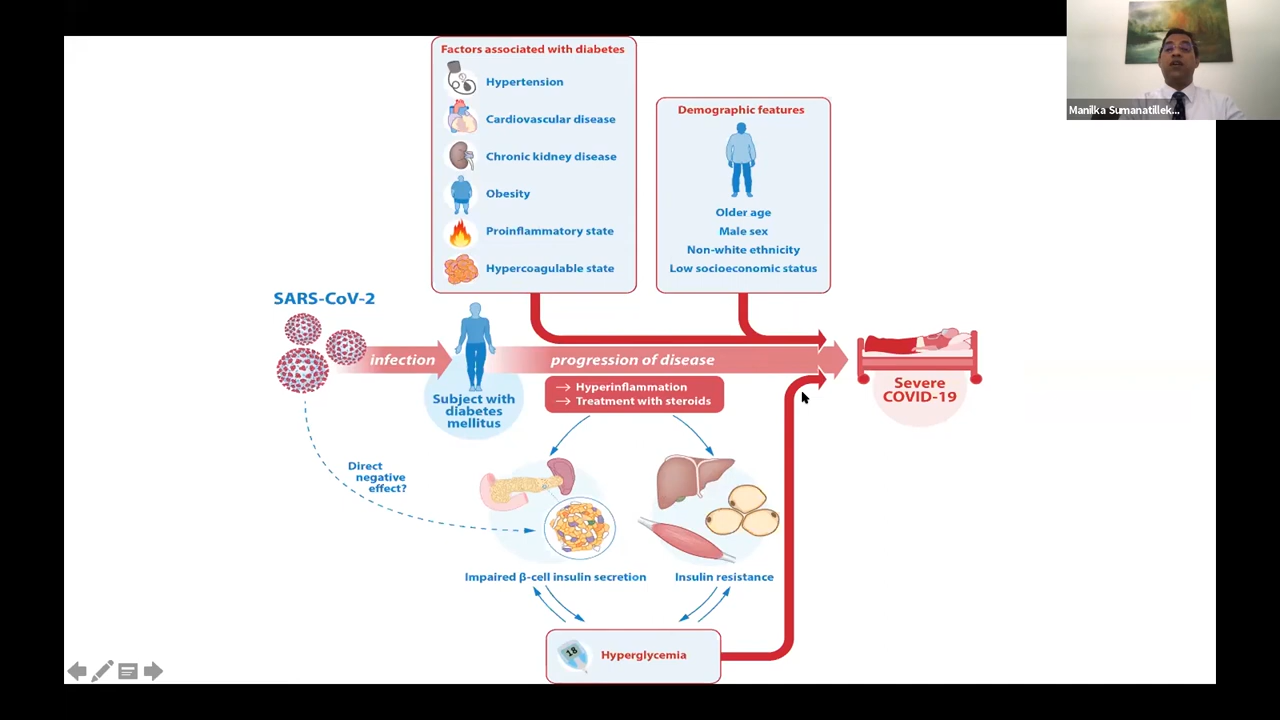 Factors associated with diabetes
Hypertension
Cardiovascular disease
Chronic kidney disease
Obesity
Proinflammatory state
Hypercoagulable state
Demographic features
Older age
Male sex
Non-white ethnicity
Low socioeconomic status
Manilka Sumanatillek...
SARS-CoV-2
infection
progression of disease
→ Hyperinflammation
→ Treatment with steroids
Subject with
diabetes
mellitus
Severe
COVID-19
Direct
negative
effect?
Impaired β-cell insulin secretion
Insulin resistance
18
Hyperglycemia